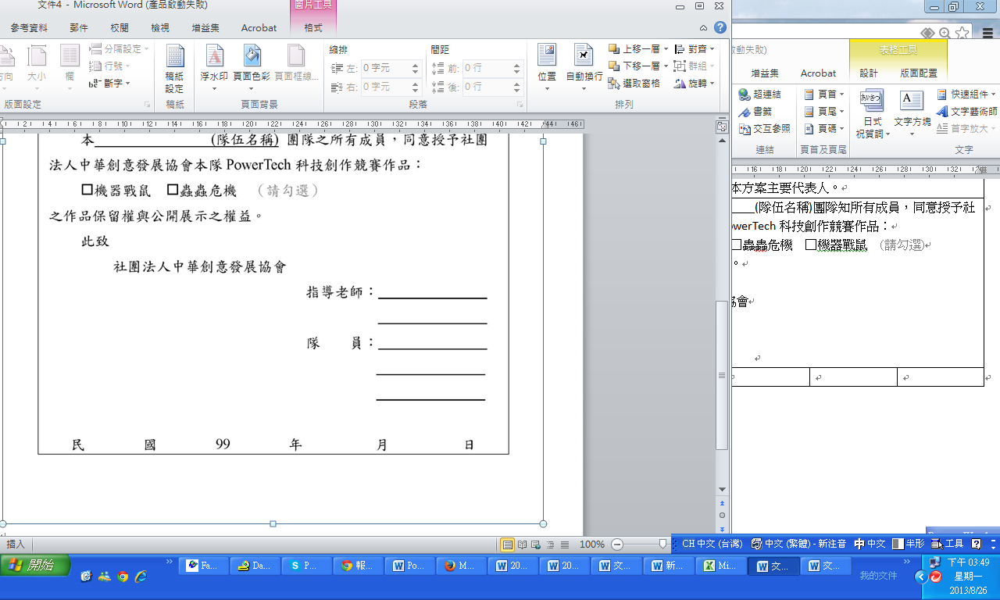 文件4 - Microsoft Word (產品啟動失敗)
圖片工具
參考資料 郵件 校閱 檢視 增益集 Acrobat 格式
方向 大小 欄 分隔設定 行號 斷字 版面設定
稿紙設定 稿紙
浮水印 頁面色彩 頁面框線... 頁面背景
縮排 左: 0 字元 右: 0 字元
間距 前: 0 行 後: 0 行
段落
位置 自動換行 上移一層 下移一層 選取窗格 對齊 群組 旋轉
排列
本 (隊伍名稱) 團隊之所有成員，同意授予社團
法人中華創意發展協會本隊 PowerTech 科技創作競賽作品：
□機器戰鼠 □蟲蟲危機 （請勾選）
之作品保留權與公開展示之權益。
此致
社團法人中華創意發展協會
指導老師：
隊 員：
民 國 99 年 月 日
插入 100%
啟動失敗)
表格工具
增益集 Acrobat 設計 版面配置
超連結 書籤 交互參照 連結
頁首 頁尾 頁碼 頁首及頁尾
日式祝賀詞 文字方塊 快速組件 文字藝術師 首字放大 文字
本方案主要代表人。
(隊伍名稱)團隊知所有成員，同意授予社
owerTech 科技創作競賽作品：
□蟲蟲危機 □機器戰鼠 (請勾選)
。
協會
CH 中文 (台灣) 中文 (繁體) - 新注音 中文 半形 工具
開始 Fa... Da... P... 報... Po... M... 20... 20... 文... 新... Mi... 文... 文... 我的文件
下午 03:49
星期一
2013/8/26